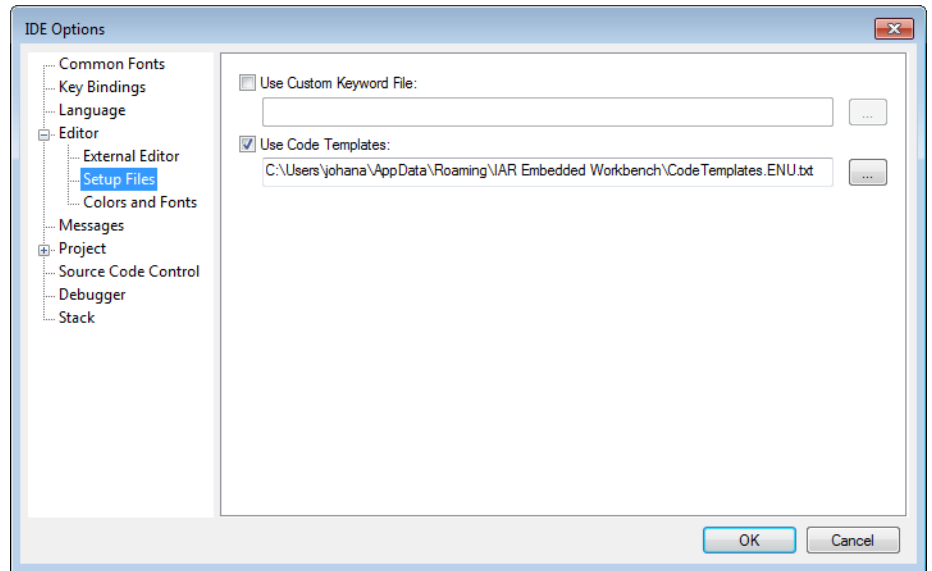 IDE Options
Common Fonts
Key Bindings
Language
Editor
External Editor
Setup Files
Colors and Fonts
Messages
Project
Source Code Control
Debugger
Stack
Use Custom Keyword File:
...
Use Code Templates:
C:\Users\johana\AppData\Roaming\IAR Embedded Workbench\CodeTemplates.ENU.txt
...
OK
Cancel